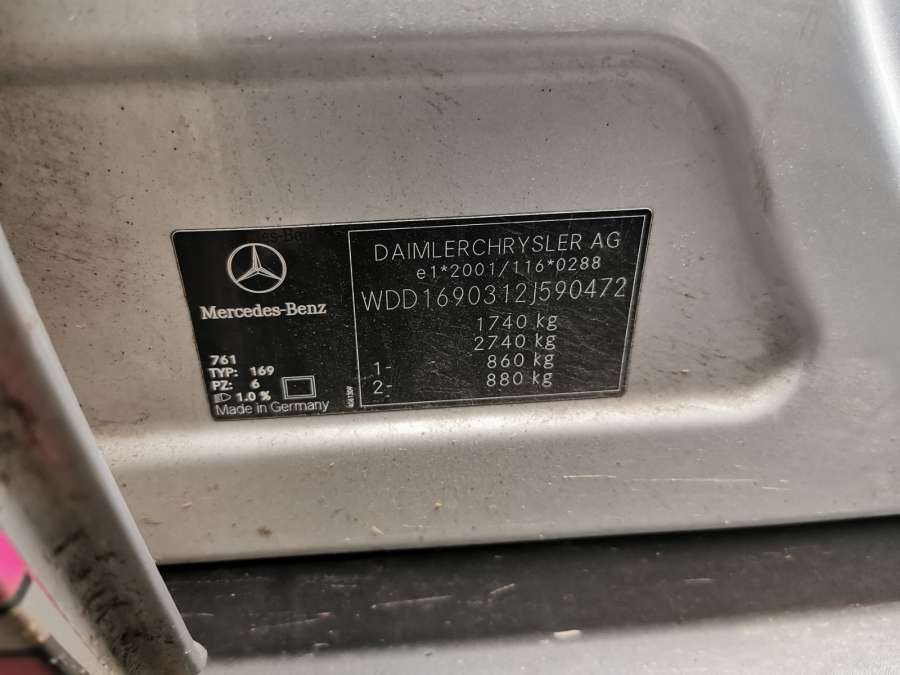 Mercedes-Benz
761
TYP: 169
PZ: 6
1.0 %
Made in Germany
DAIMLERCHRYSLER AG
e1*2001/116*0288
WDD1690312J590472
1740 kg
2740 kg
1- 860 kg
2- 880 kg